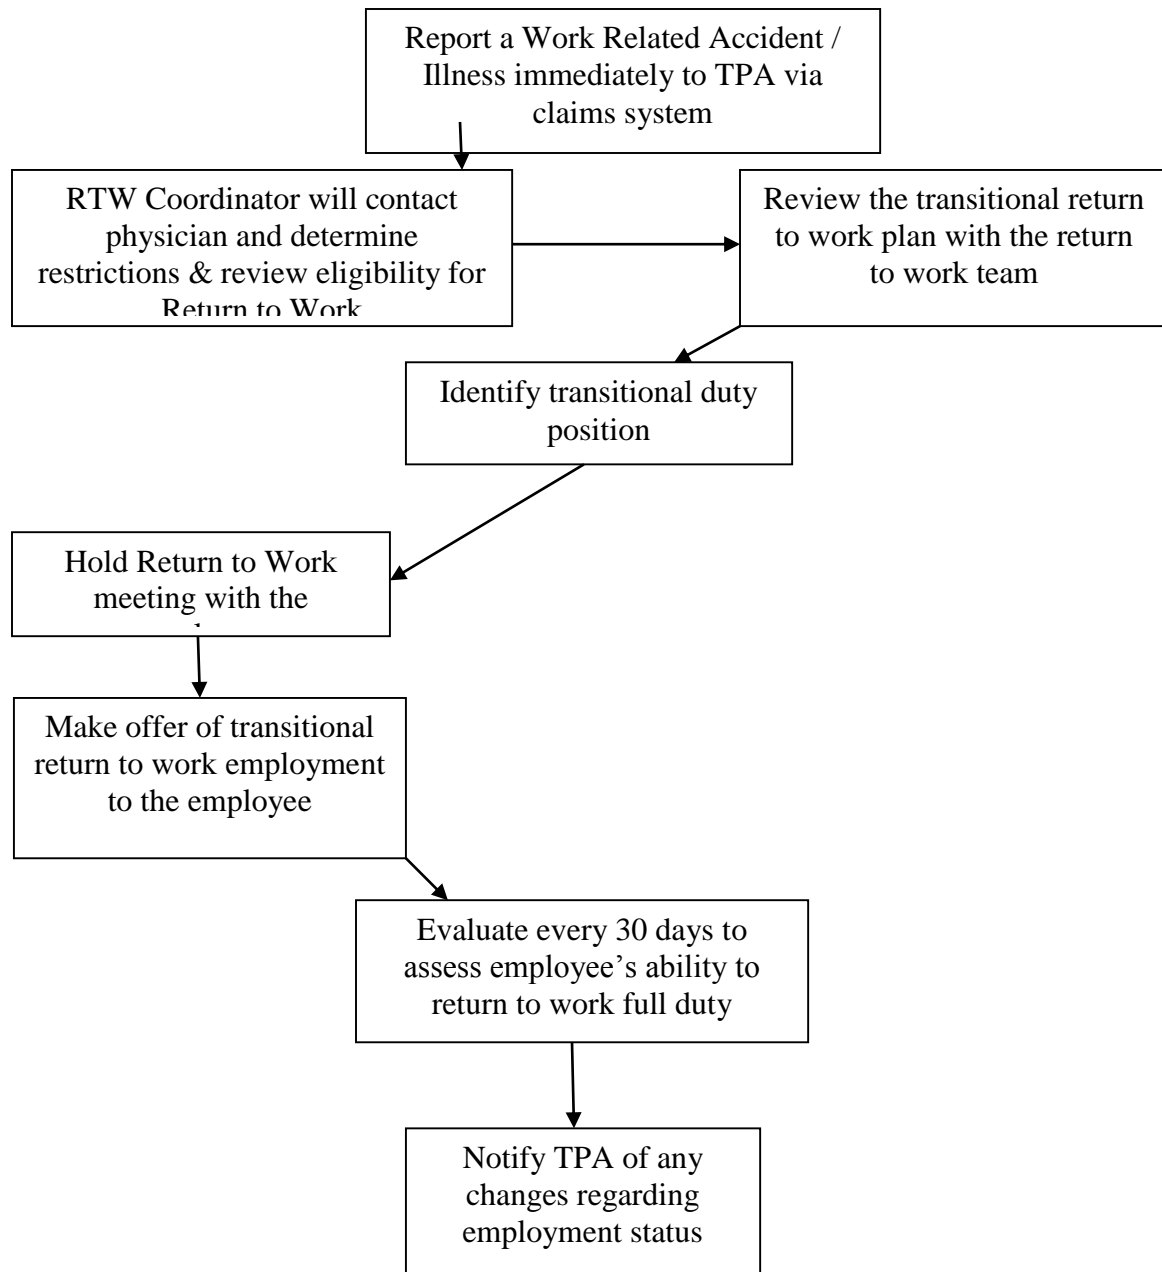 Report a Work Related Accident /
Illness immediately to TPA via
claims system
RTW Coordinator will contact
physician and determine
restrictions & review eligibility for
Return to Work
Review the transitional return
to work plan with the return
to work team
Identify transitional duty
position
Hold Return to Work
meeting with the
Make offer of transitional
return to work employment
to the employee
Evaluate every 30 days to
assess employee’s ability to
return to work full duty
Notify TPA of any
changes regarding
employment status